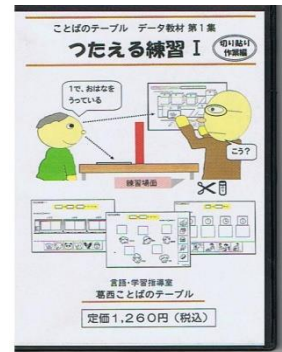 ことばのテーブル データ教材 第1集
つたえる練習 I
切り貼り
作業編
1で、おはなを
うっている
こう?
練習場面
言語・学習指導室
葛西ことばのテーブル
定価1,260円(税込)